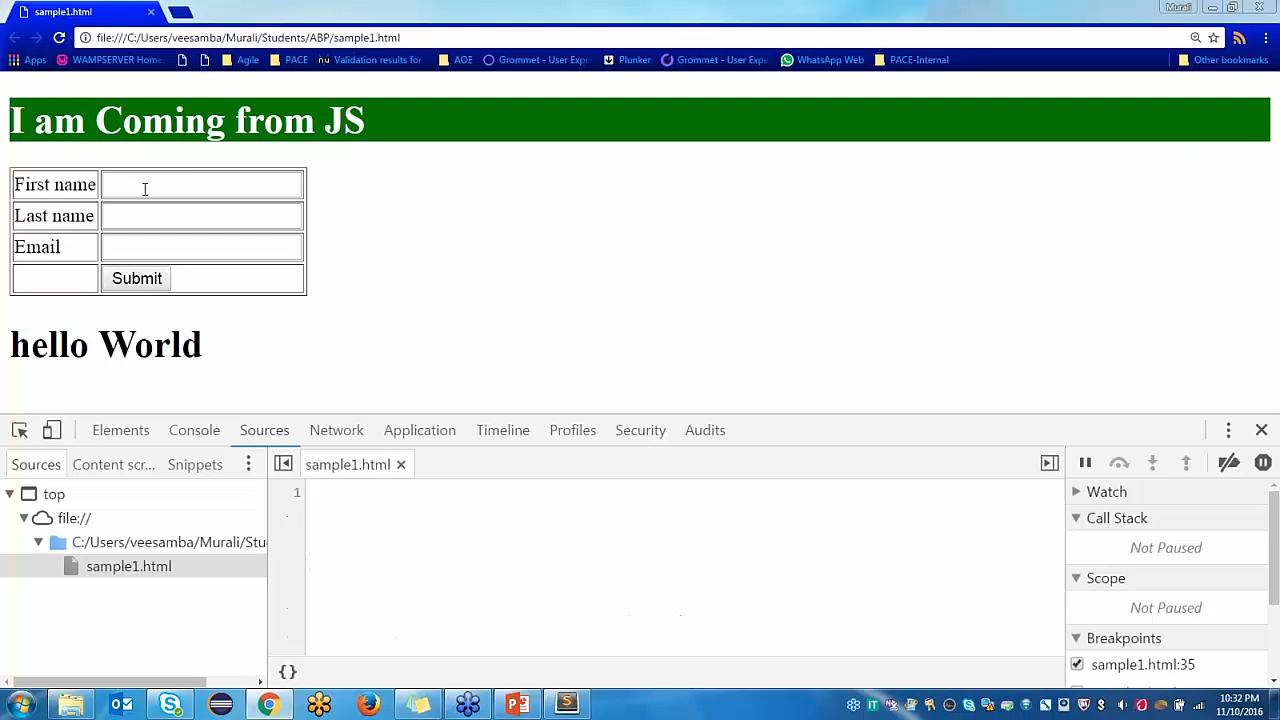 sample1.html
Murali
file:///C:/Users/veesamba/Murali/Students/ABP/sample1.html
Apps WAMPSERVER Home Agile PACE Validation results for AOE Grommet - User Expe Plunker Grommet - User Expe WhatsApp Web PACE-Internal Other bookmarks
I am Coming from JS
First name
Last name
Email
Submit
hello World
Elements Console Sources Network Application Timeline Profiles Security Audits
Sources Content scr... Snippets sample1.html
top
file://
C:/Users/veesamba/Murali/Stu
sample1.html
1
{}
Watch
Call Stack
Not Paused
Scope
Not Paused
Breakpoints
sample1.html:35
10:32 PM
11/10/2016